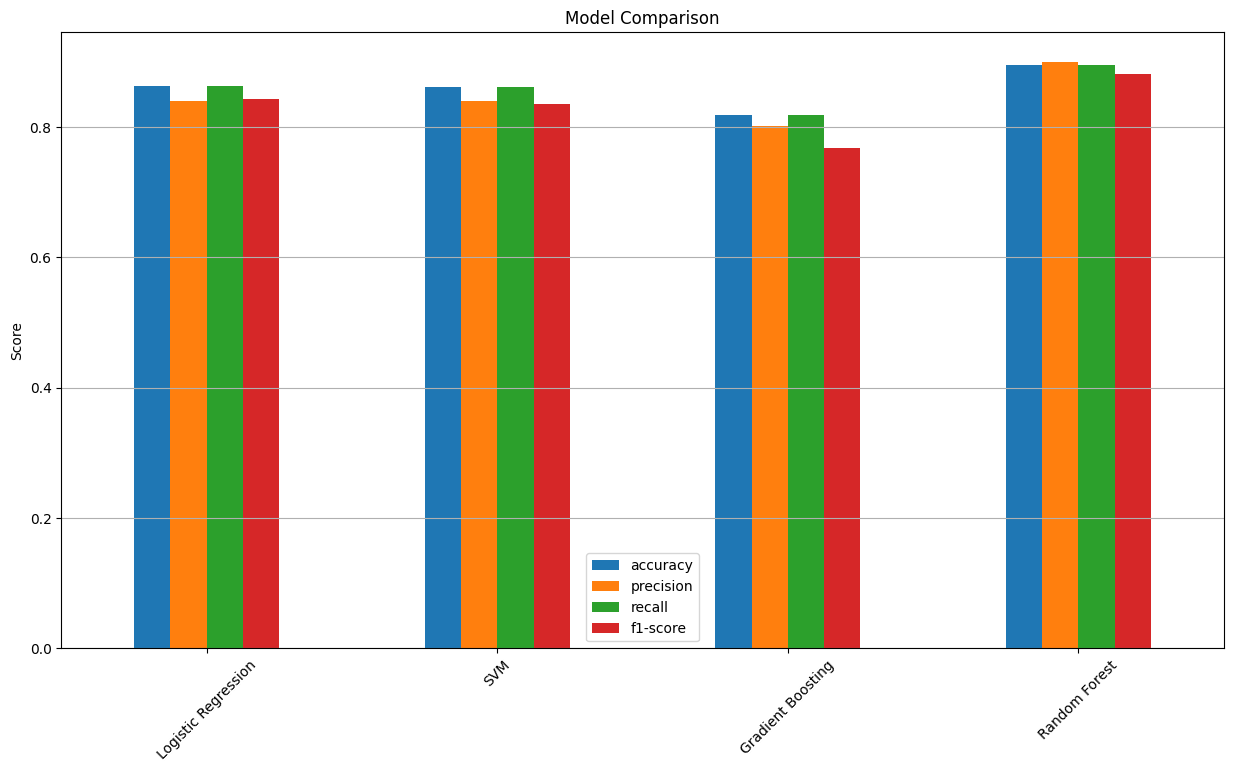 Model Comparison
Score
0.8
0.6
0.4
0.2
0.0
accuracy
precision
recall
f1-score
Logistic Regression
SVM
Gradient Boosting
Random Forest